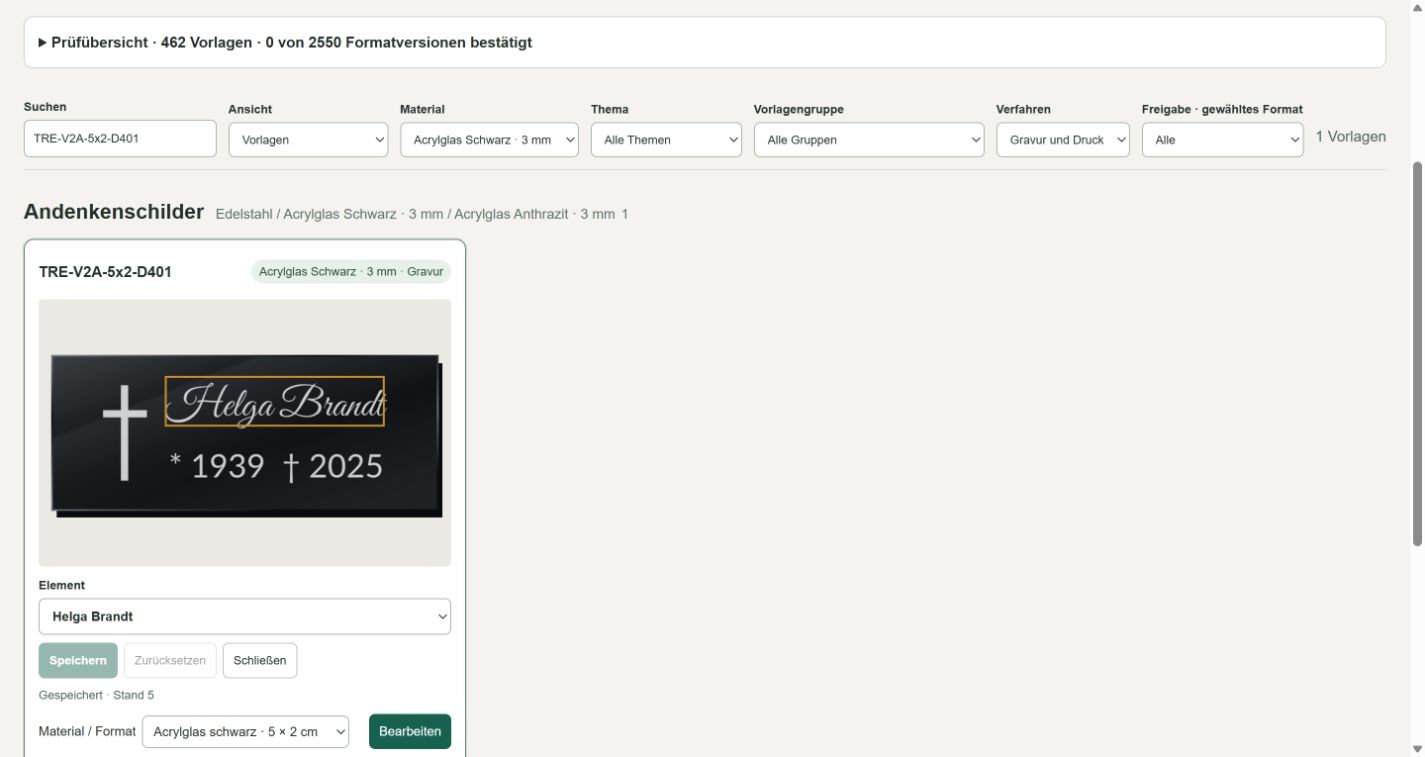 ▶ Prüfübersicht · 462 Vorlagen · 0 von 2550 Formatversionen bestätigt
Suchen
Ansicht
Material
Thema
Vorlagengruppe
Verfahren
Freigabe · gewähltes Format
TRE-V2A-5x2-D401
Vorlagen
Acrylglas Schwarz · 3 mm
Alle Themen
Alle Gruppen
Gravur und Druck
Alle
1 Vorlagen
Andenkenschilder Edelstahl / Acrylglas Schwarz · 3 mm / Acrylglas Anthrazit · 3 mm 1
TRE-V2A-5x2-D401
Acrylglas Schwarz · 3 mm · Gravur
Helga Brandt
* 1939 † 2025
Element
Helga Brandt
Speichern
Zurücksetzen
Schließen
Gespeichert · Stand 5
Material / Format
Acrylglas schwarz · 5 × 2 cm
Bearbeiten